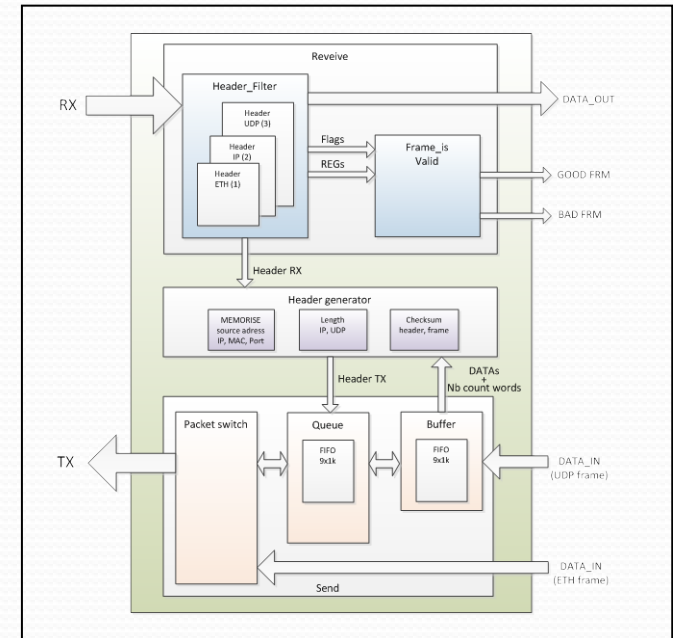 Reveive
RX
Header_Filter
Header
UDP (3)
Header
IP (2)
Header
ETH (1)
Flags
REGs
Frame_is
Valid
DATA_OUT
GOOD FRM
BAD FRM
Header RX
Header generator
MEMORISE
source adress
IP, MAC, Port
Length
IP, UDP
Checksum
header, frame
Header TX
DATAs
+
Nb count words
Packet switch
Queue
FIFO
9x1k
Buffer
FIFO
9x1k
TX
DATA_IN
(UDP frame)
DATA_IN
(ETH frame)
Send